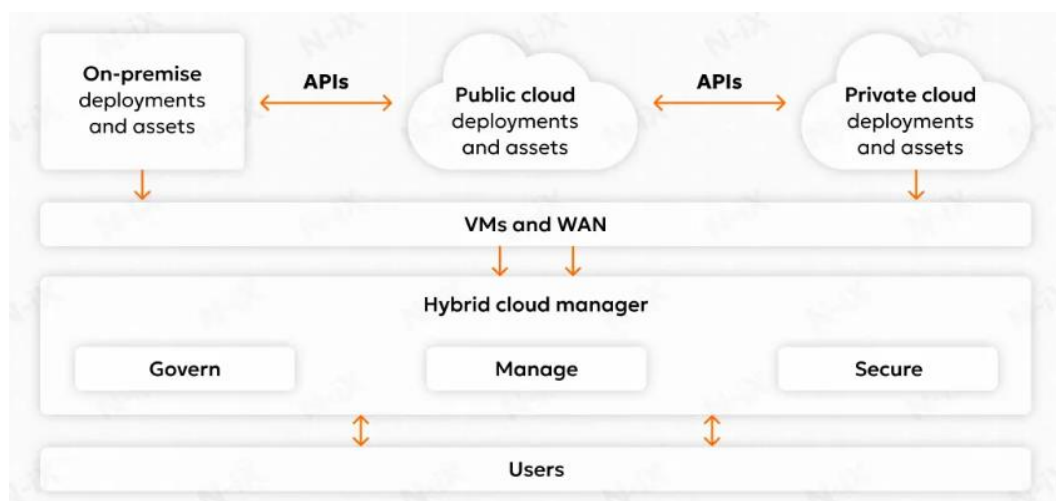 On-premise
deployments
and assets
APIs
Public cloud
deployments
and assets
APIs
Private cloud
deployments
and assets
VMs and WAN
Hybrid cloud manager
Govern
Manage
Secure
Users
N-iX